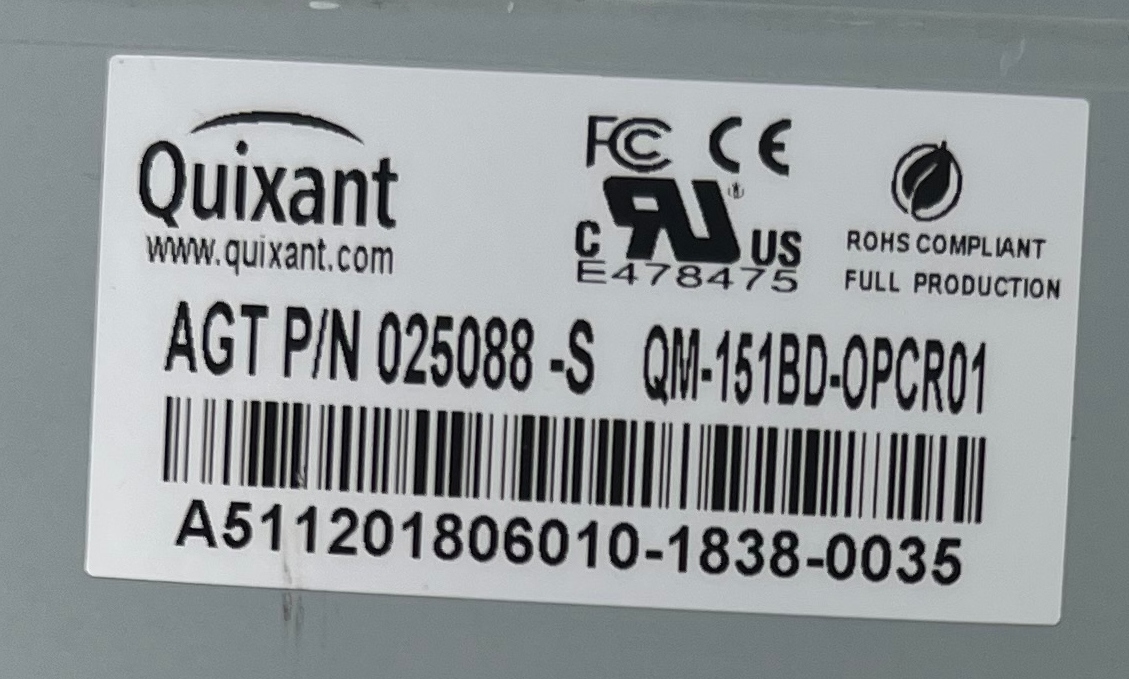 Quixant
www.quixant.com
FC CE
C RU US
E478475
ROHS COMPLIANT
FULL PRODUCTION
AGT P/N 025088 -S QM-151BD-OPCR01
A511201806010-1838-0035